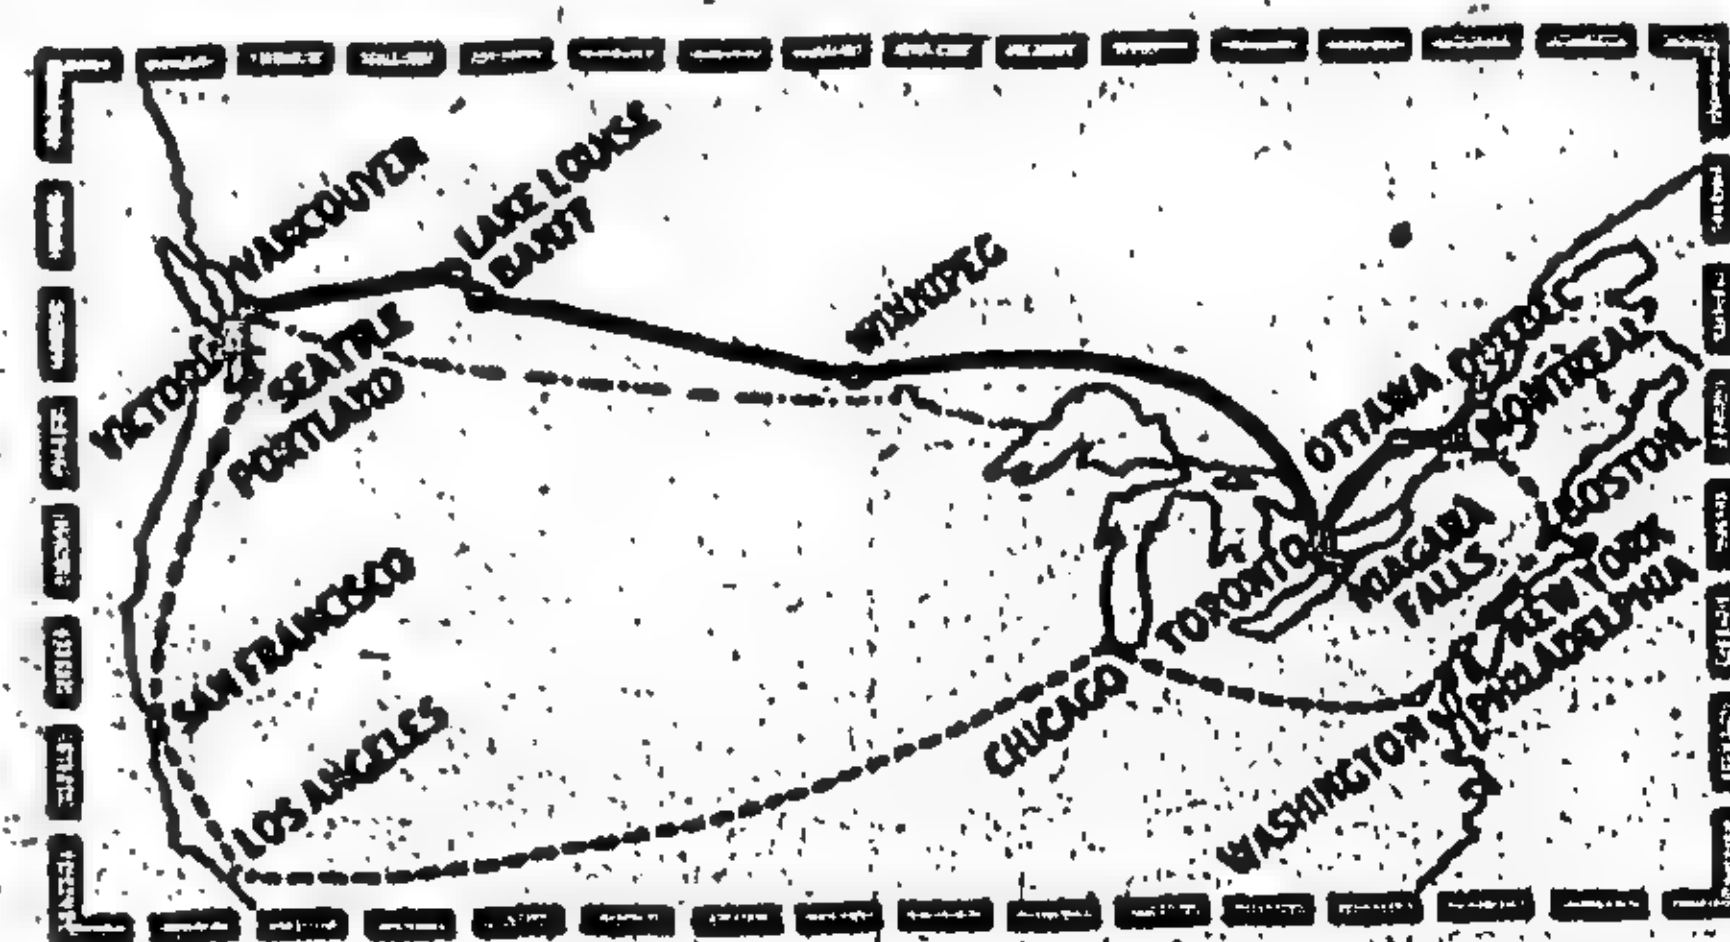 VANCOUVER
LAKE LOUISE
BANFF
WINNIPEG
VICTORIA
SEATTLE
PORTLAND
OTTAWA
QUEBEC
MONTREAL
BOSTON
SAN FRANCISCO
TORONTO
NIAGARA
FALLS
NEW YORK
PHILADELPHIA
LOS ANGELES
CHICAGO
WASHINGTON